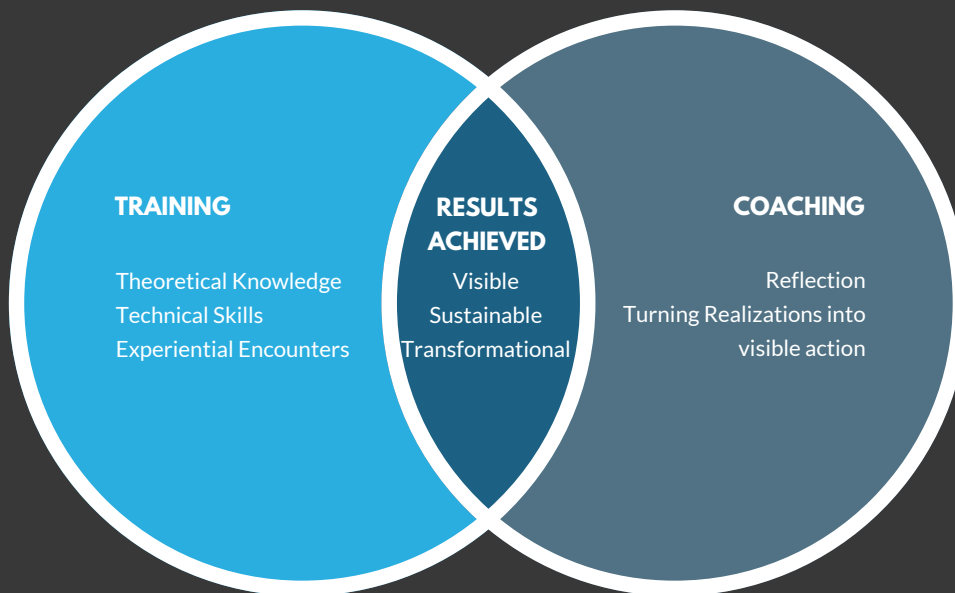 TRAINING
Theoretical Knowledge
Technical Skills
Experiential Encounters
RESULTS
ACHIEVED
Visible
Sustainable
Transformational
COACHING
Reflection
Turning Realizations into
visible action